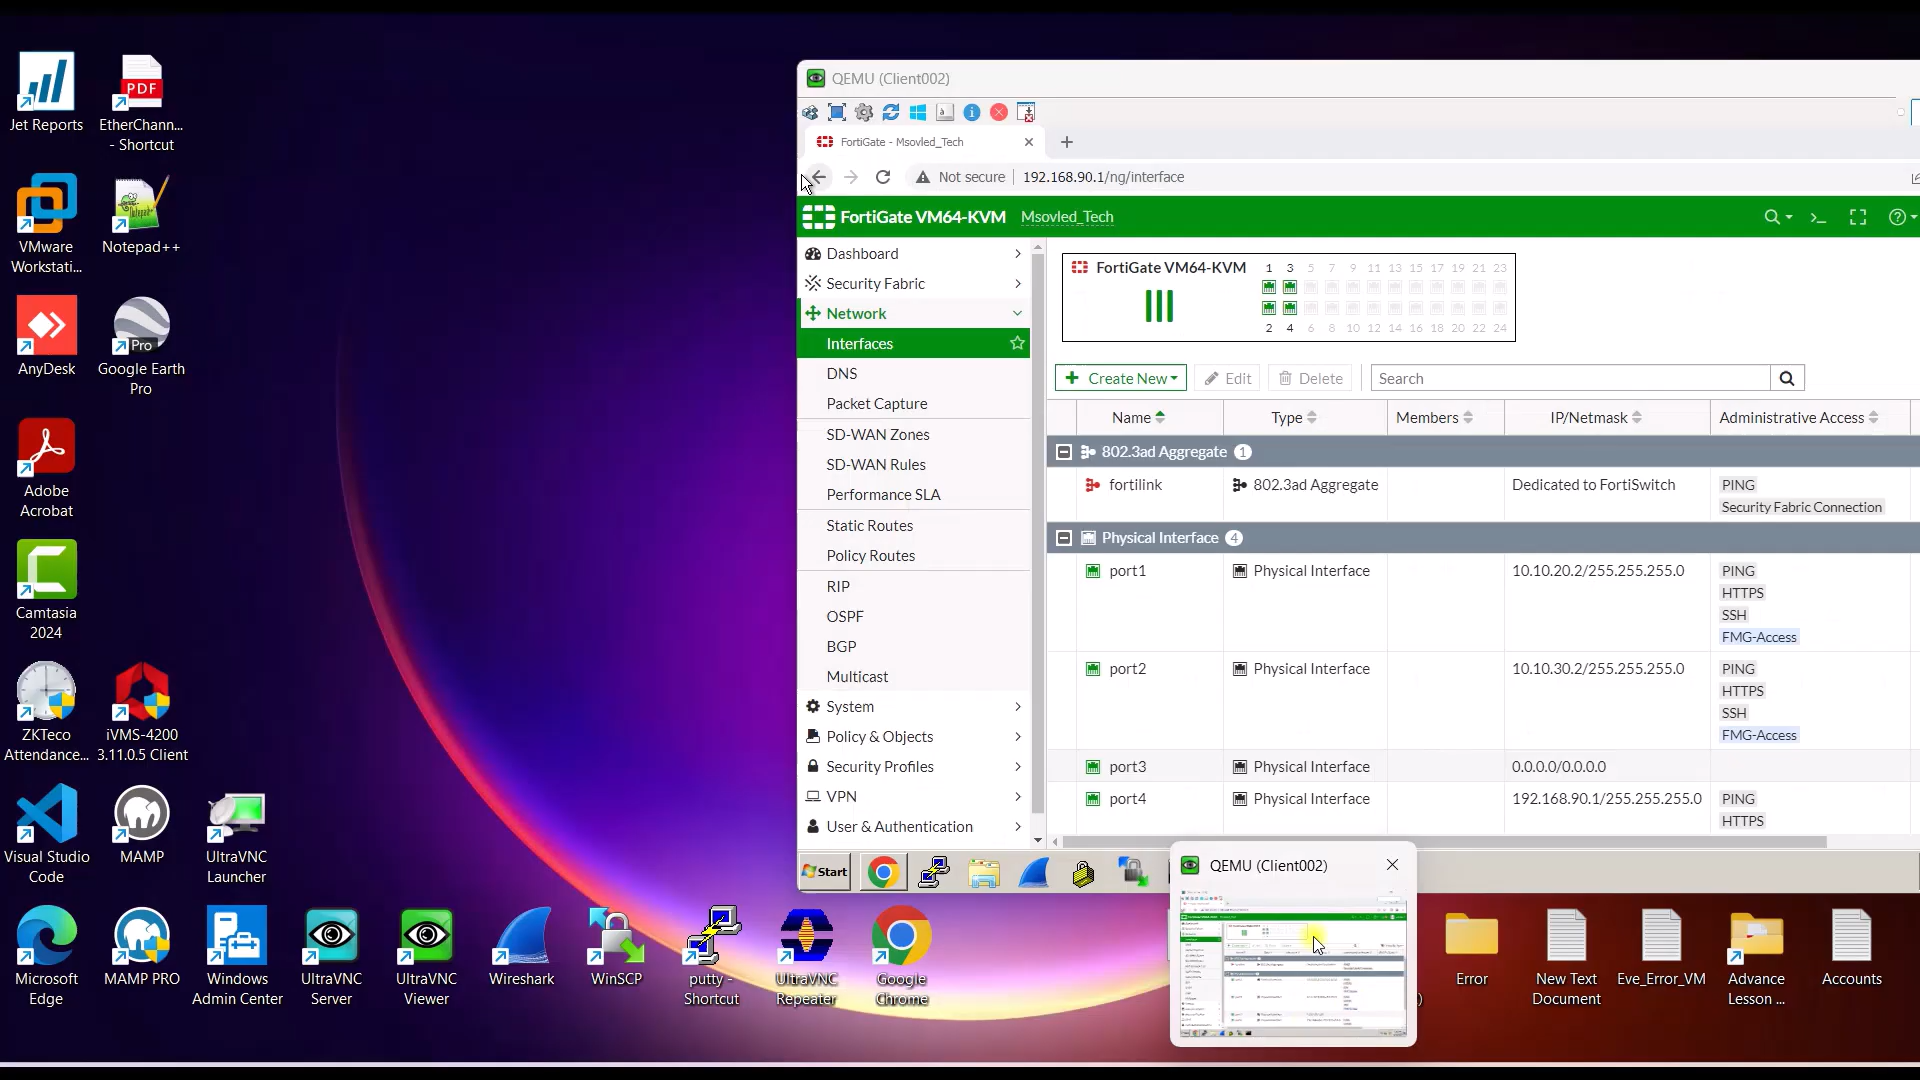 Jet Reports
PDF
EtherChann...
- Shortcut
VMware
Workstati...
Notepad++
AnyDesk
Pro
Google Earth
Pro
Adobe
Acrobat
Camtasia
2024
ZKTeco
Attendance...
iVMS-4200
3.11.0.5 Client
Visual Studio
Code
MAMP
UltraVNC
Launcher
Microsoft
Edge
MAMP PRO
Windows
Admin Center
UltraVNC
Server
UltraVNC
Viewer
Wireshark
WinSCP
putty -
Shortcut
UltraVNC
Repeater
Google
Chrome
QEMU (Client002)
FortiGate - Msovled_Tech
Not secure
192.168.90.1/ng/interface
FortiGate VM64-KVM
Msovled_Tech
Dashboard
Security Fabric
Network
Interfaces
DNS
Packet Capture
SD-WAN Zones
SD-WAN Rules
Performance SLA
Static Routes
Policy Routes
RIP
OSPF
BGP
Multicast
System
Policy & Objects
Security Profiles
VPN
User & Authentication
FortiGate VM64-KVM
1 3 5 7 9 11 13 15 17 19 21 23
2 4 6 8 10 12 14 16 18 20 22 24
+ Create New
Edit
Delete
Search
Name Type Members IP/Netmask Administrative Access
802.3ad Aggregate 1
fortilink 802.3ad Aggregate Dedicated to FortiSwitch PING
Security Fabric Connection
Physical Interface 4
port1 Physical Interface 10.10.20.2/255.255.255.0 PING
HTTPS
SSH
FMG-Access
port2 Physical Interface 10.10.30.2/255.255.255.0 PING
HTTPS
SSH
FMG-Access
port3 Physical Interface 0.0.0.0/0.0.0.0
port4 Physical Interface 192.168.90.1/255.255.255.0 PING
HTTPS
Start
QEMU (Client002)
Error
New Text
Document
Eve_Error_VM
Advance
Lesson ...
Accounts